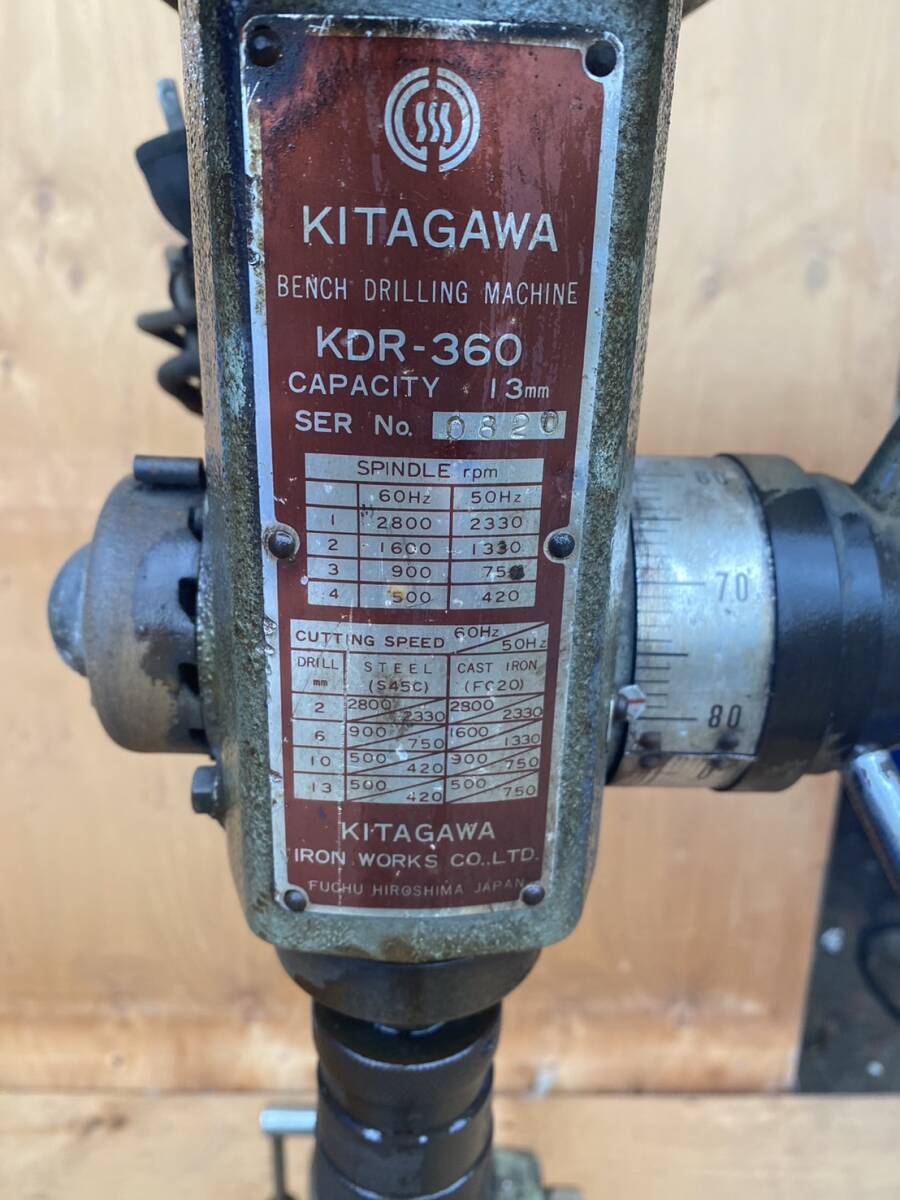 KITAGAWA
BENCH DRILLING MACHINE
KDR-360
CAPACITY 13mm
SER No. 0820
SPINDLE rpm
60Hz 50Hz
1 2800 2330
2 1600 1330
3 900
4 500 420
CUTTING SPEED 60Hz 50Hz
DRILL mm STEEL (S45C) CAST IRON (FC20)
2 2800 2330 2800 2330
6 900 750 1600 1330
10 500 420 900 750
13 500 420 500 750
KITAGAWA
IRON WORKS CO.,LTD.
FUCHU HIROSHIMA JAPAN
70
80
0